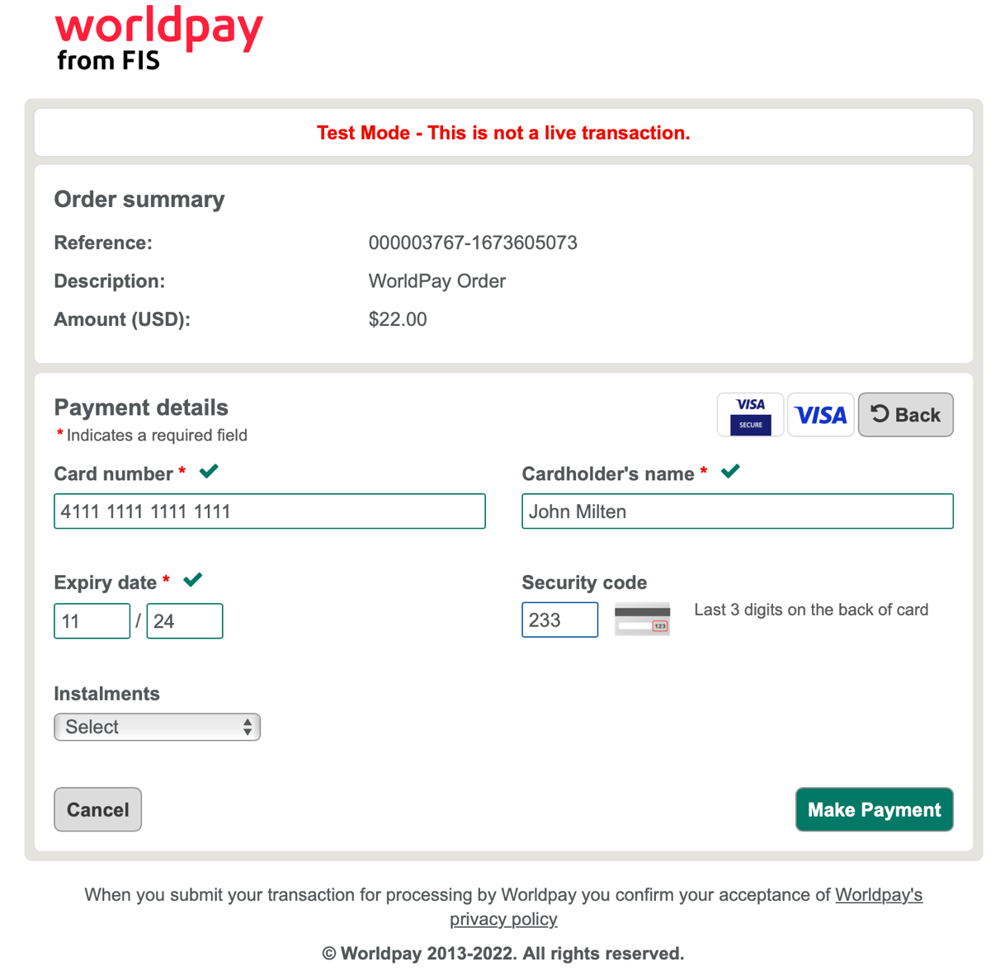 worldpay
from FIS
Test Mode - This is not a live transaction.
Order summary
Reference: 000003767-1673605073
Description: WorldPay Order
Amount (USD): $22.00
Payment details
VISA SECURE VISA Back
* Indicates a required field
Card number * Cardholder's name *
4111 1111 1111 1111 John Milten
Expiry date * Security code
11 / 24 233 123 Last 3 digits on the back of card
Instalments
Select
Cancel Make Payment
When you submit your transaction for processing by Worldpay you confirm your acceptance of Worldpay's
privacy policy
© Worldpay 2013-2022. All rights reserved.